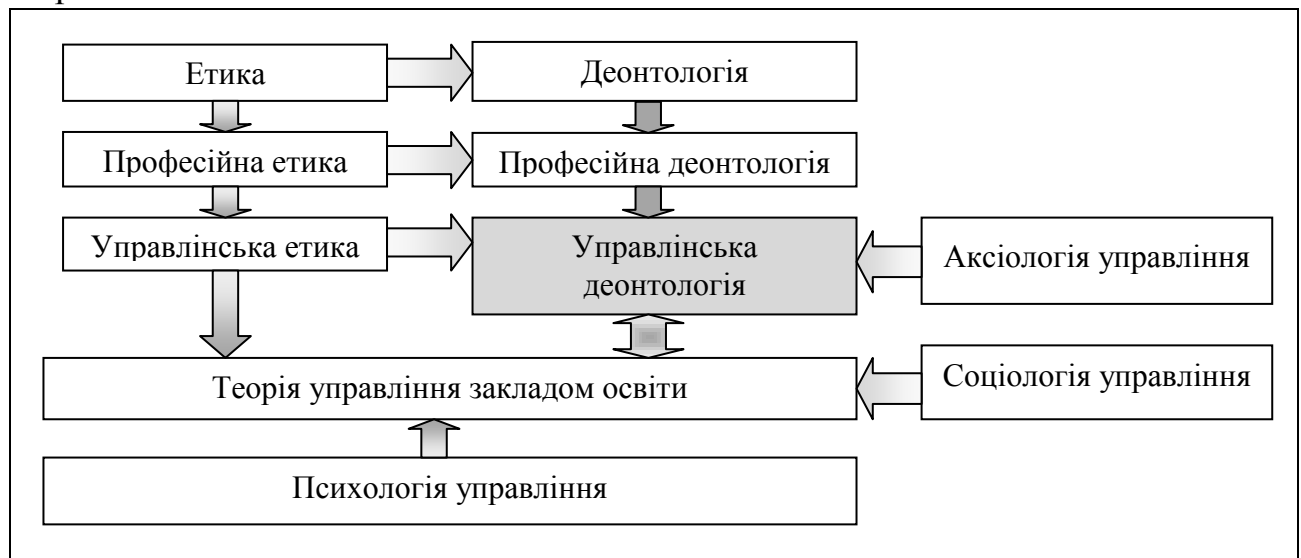 Етика
Деонтологія
Професійна етика
Професійна деонтологія
Управлінська етика
Управлінська
деонтологія
Аксіологія управління
Теорія управління закладом освіти
Соціологія управління
Психологія управління